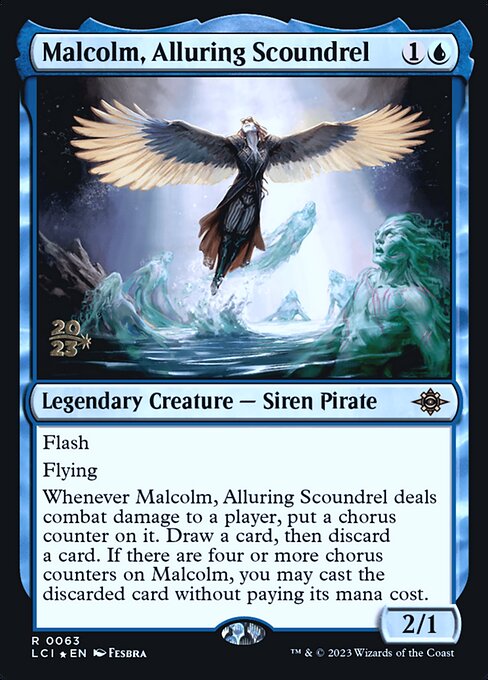 Malcolm, Alluring Scoundrel 1
20
23
Legendary Creature — Siren Pirate
Flash
Flying
Whenever Malcolm, Alluring Scoundrel deals
combat damage to a player, put a chorus
counter on it. Draw a card, then discard
a card. If there are four or more chorus
counters on Malcolm, you may cast the
discarded card without paying its mana cost.
2/1
R 0063
LCI ★ EN Fesbra
™ & © 2023 Wizards of the Coast